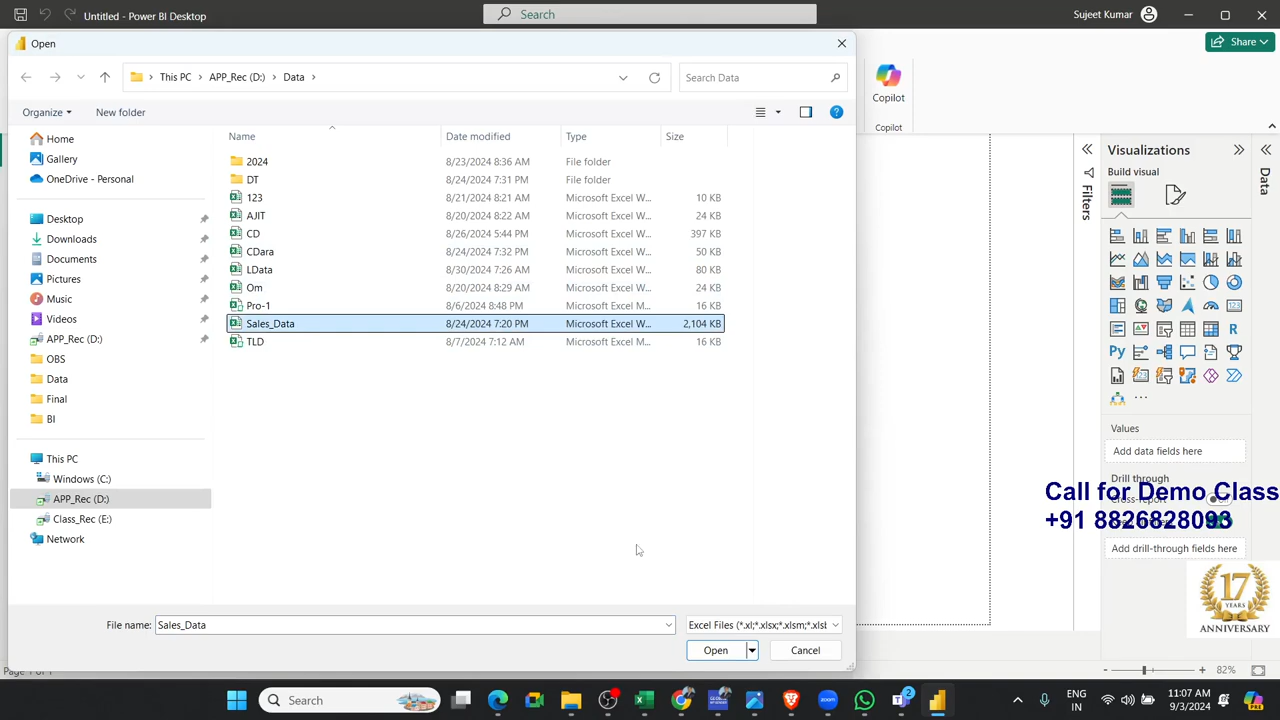 Untitled - Power BI Desktop
Search
Sujeet Kumar
Open
Share
This PC
APP_Rec (D:)
Data
Search Data
Copilot
Copilot
Organize
New folder
Name
Date modified
Type
Size
2024
8/23/2024 8:36 AM
File folder
DT
8/24/2024 7:31 PM
File folder
123
8/21/2024 8:21 AM
Microsoft Excel W...
10 KB
AJIT
8/20/2024 8:22 AM
Microsoft Excel W...
24 KB
CD
8/26/2024 5:44 PM
Microsoft Excel W...
397 KB
CDara
8/24/2024 7:32 PM
Microsoft Excel W...
50 KB
LData
8/30/2024 7:26 AM
Microsoft Excel W...
80 KB
Om
8/20/2024 8:29 AM
Microsoft Excel W...
24 KB
Pro-1
8/6/2024 8:48 PM
Microsoft Excel M...
16 KB
Sales_Data
8/24/2024 7:20 PM
Microsoft Excel W...
2,104 KB
TLD
8/7/2024 7:12 AM
Microsoft Excel M...
16 KB
Home
Gallery
OneDrive - Personal
Desktop
Downloads
Documents
Pictures
Music
Videos
APP_Rec (D:)
OBS
Data
Final
BI
This PC
Windows (C:)
APP_Rec (D:)
Class_Rec (E:)
Network
File name:
Sales_Data
Excel Files (*.xl;*.xlsx;*.xlsm;*.xlsb
Open
Cancel
Filters
Visualizations
Build visual
Data
Values
Add data fields here
Drill through
Cross-report
Call for Demo Class
+91 8826828093
Add drill-through fields here
17
YEARS
ANNIVERSARY
82%
Search
ENG
IN
11:07 AM
9/3/2024